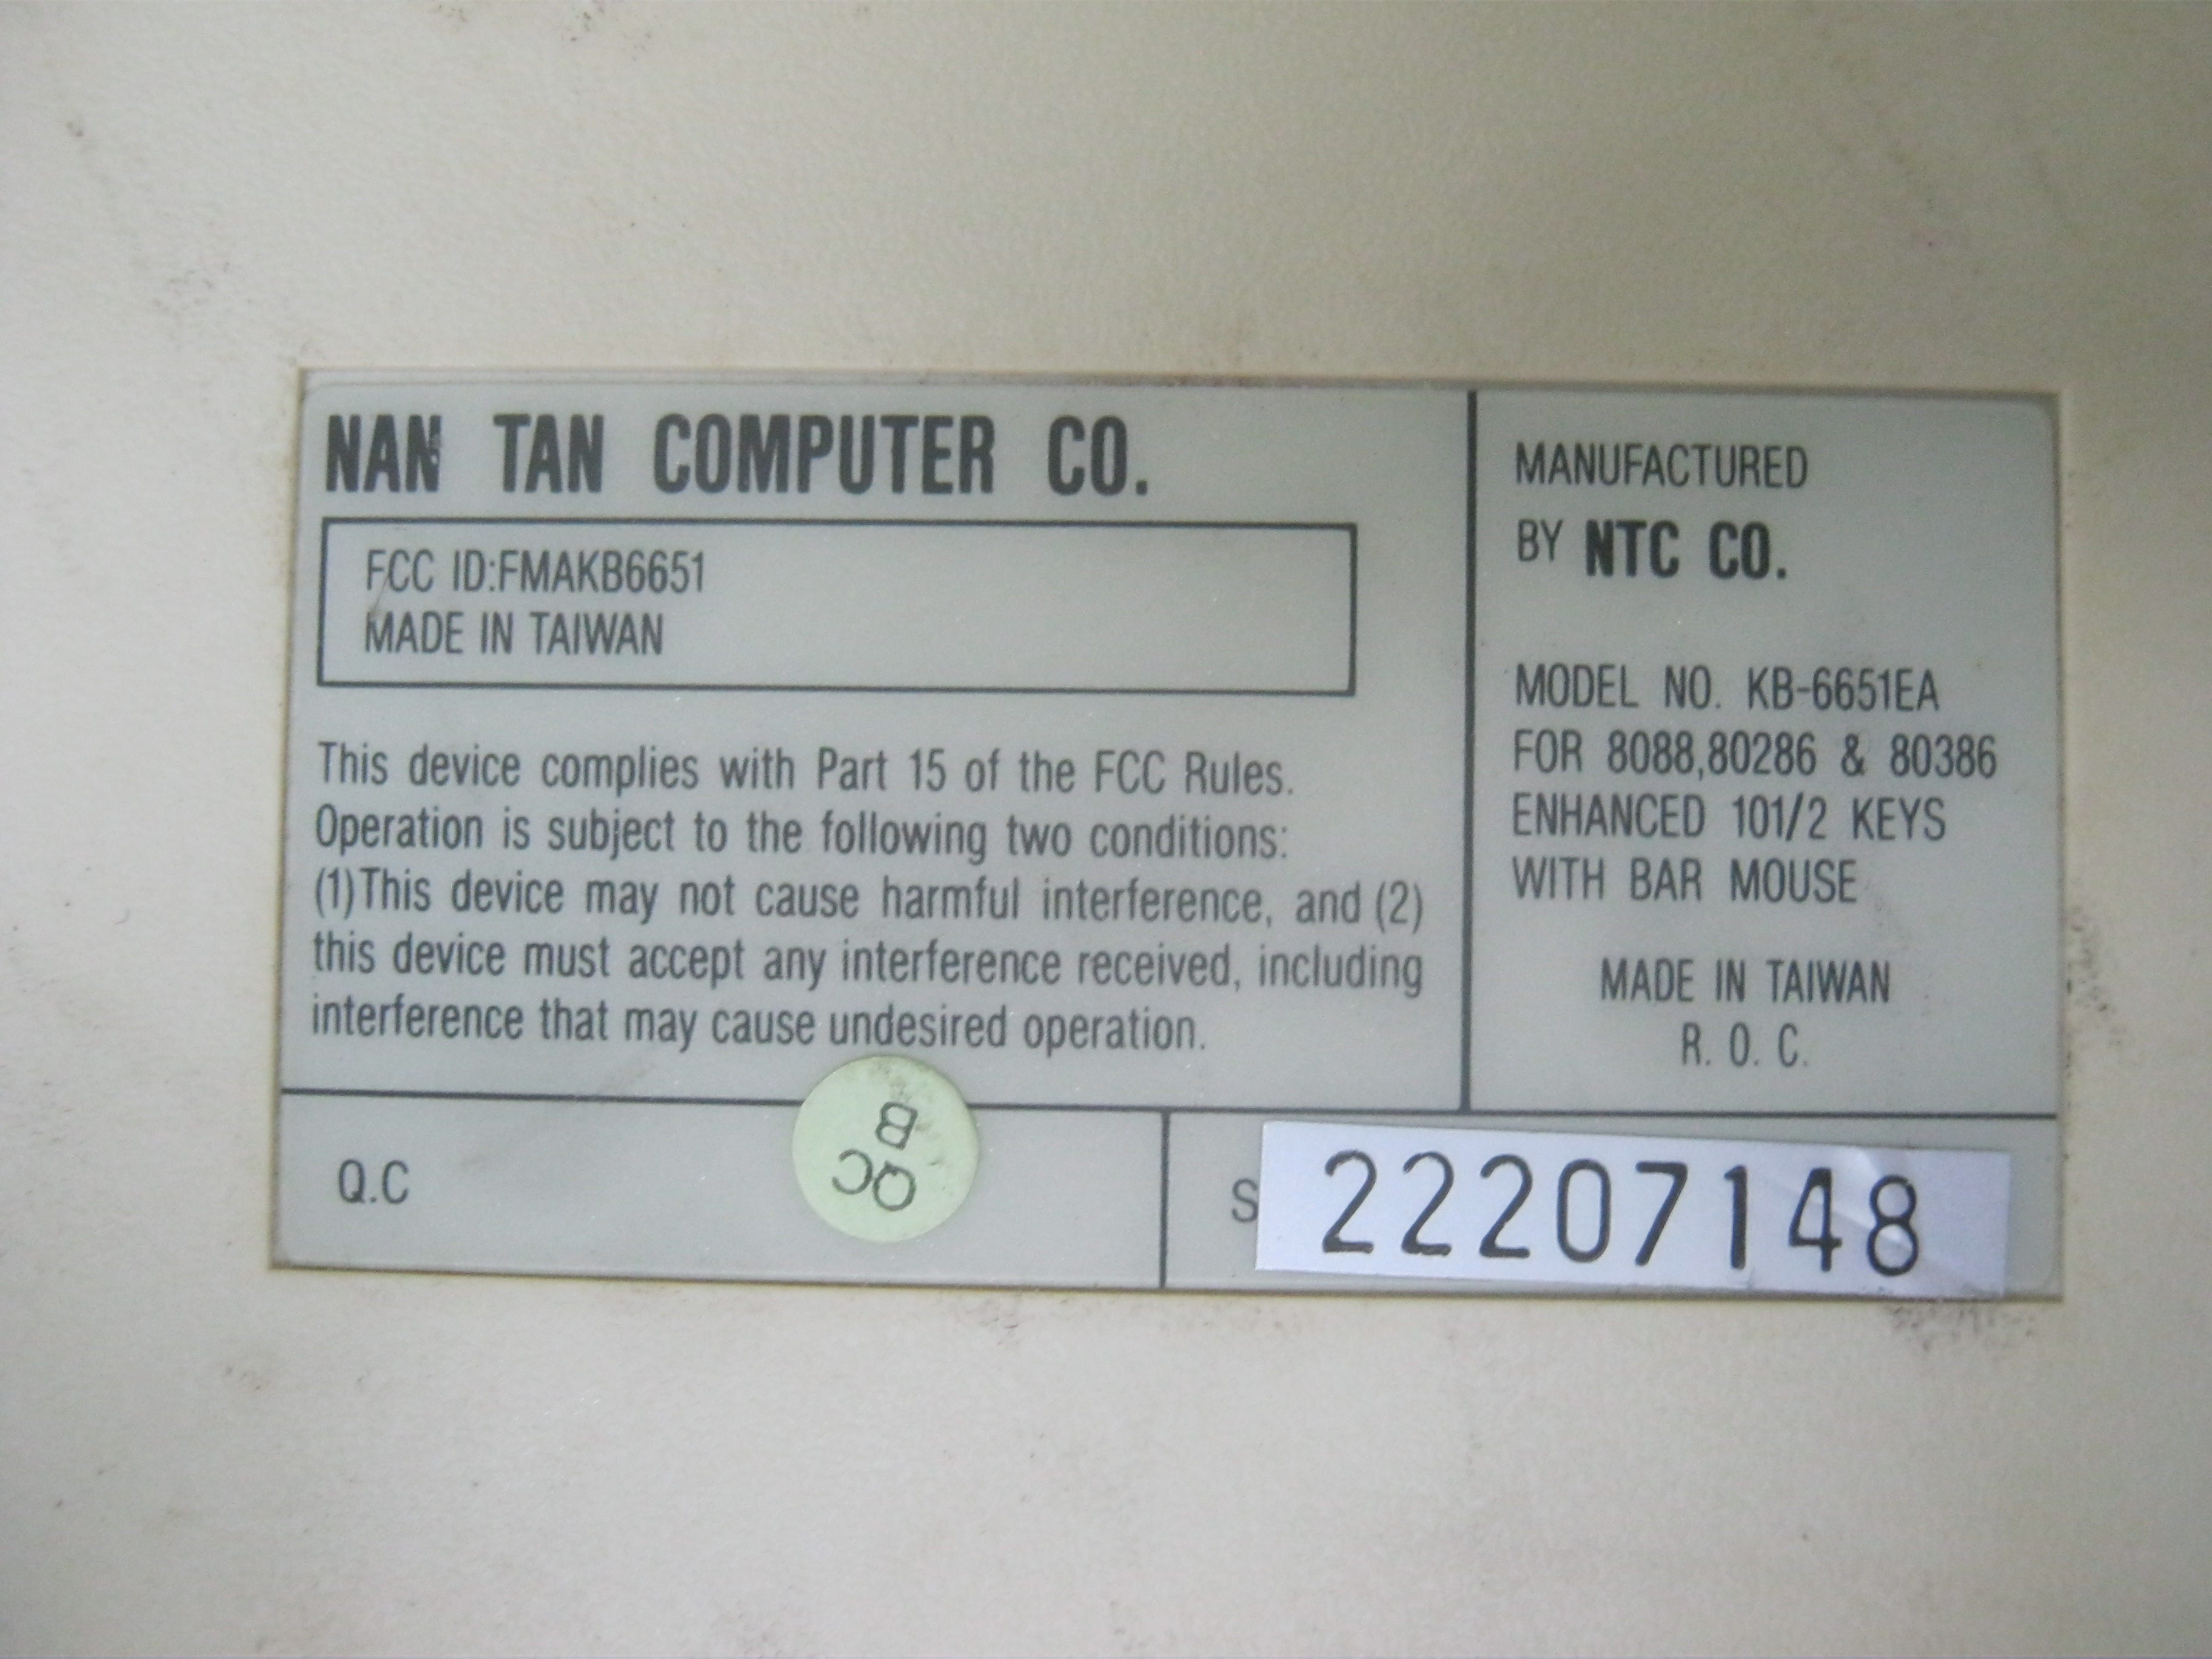 NAN TAN COMPUTER CO.
FCC ID:FMAKB6651
MADE IN TAIWAN
This device complies with Part 15 of the FCC Rules.
Operation is subject to the following two conditions:
(1)This device may not cause harmful interference, and (2)
this device must accept any interference received, including
interference that may cause undesired operation.
MANUFACTURED
BY NTC CO.
MODEL NO. KB-6651EA
FOR 8088,80286 & 80386
ENHANCED 101/2 KEYS
WITH BAR MOUSE
MADE IN TAIWAN
R. O. C.
Q.C
QC
B
S
22207148